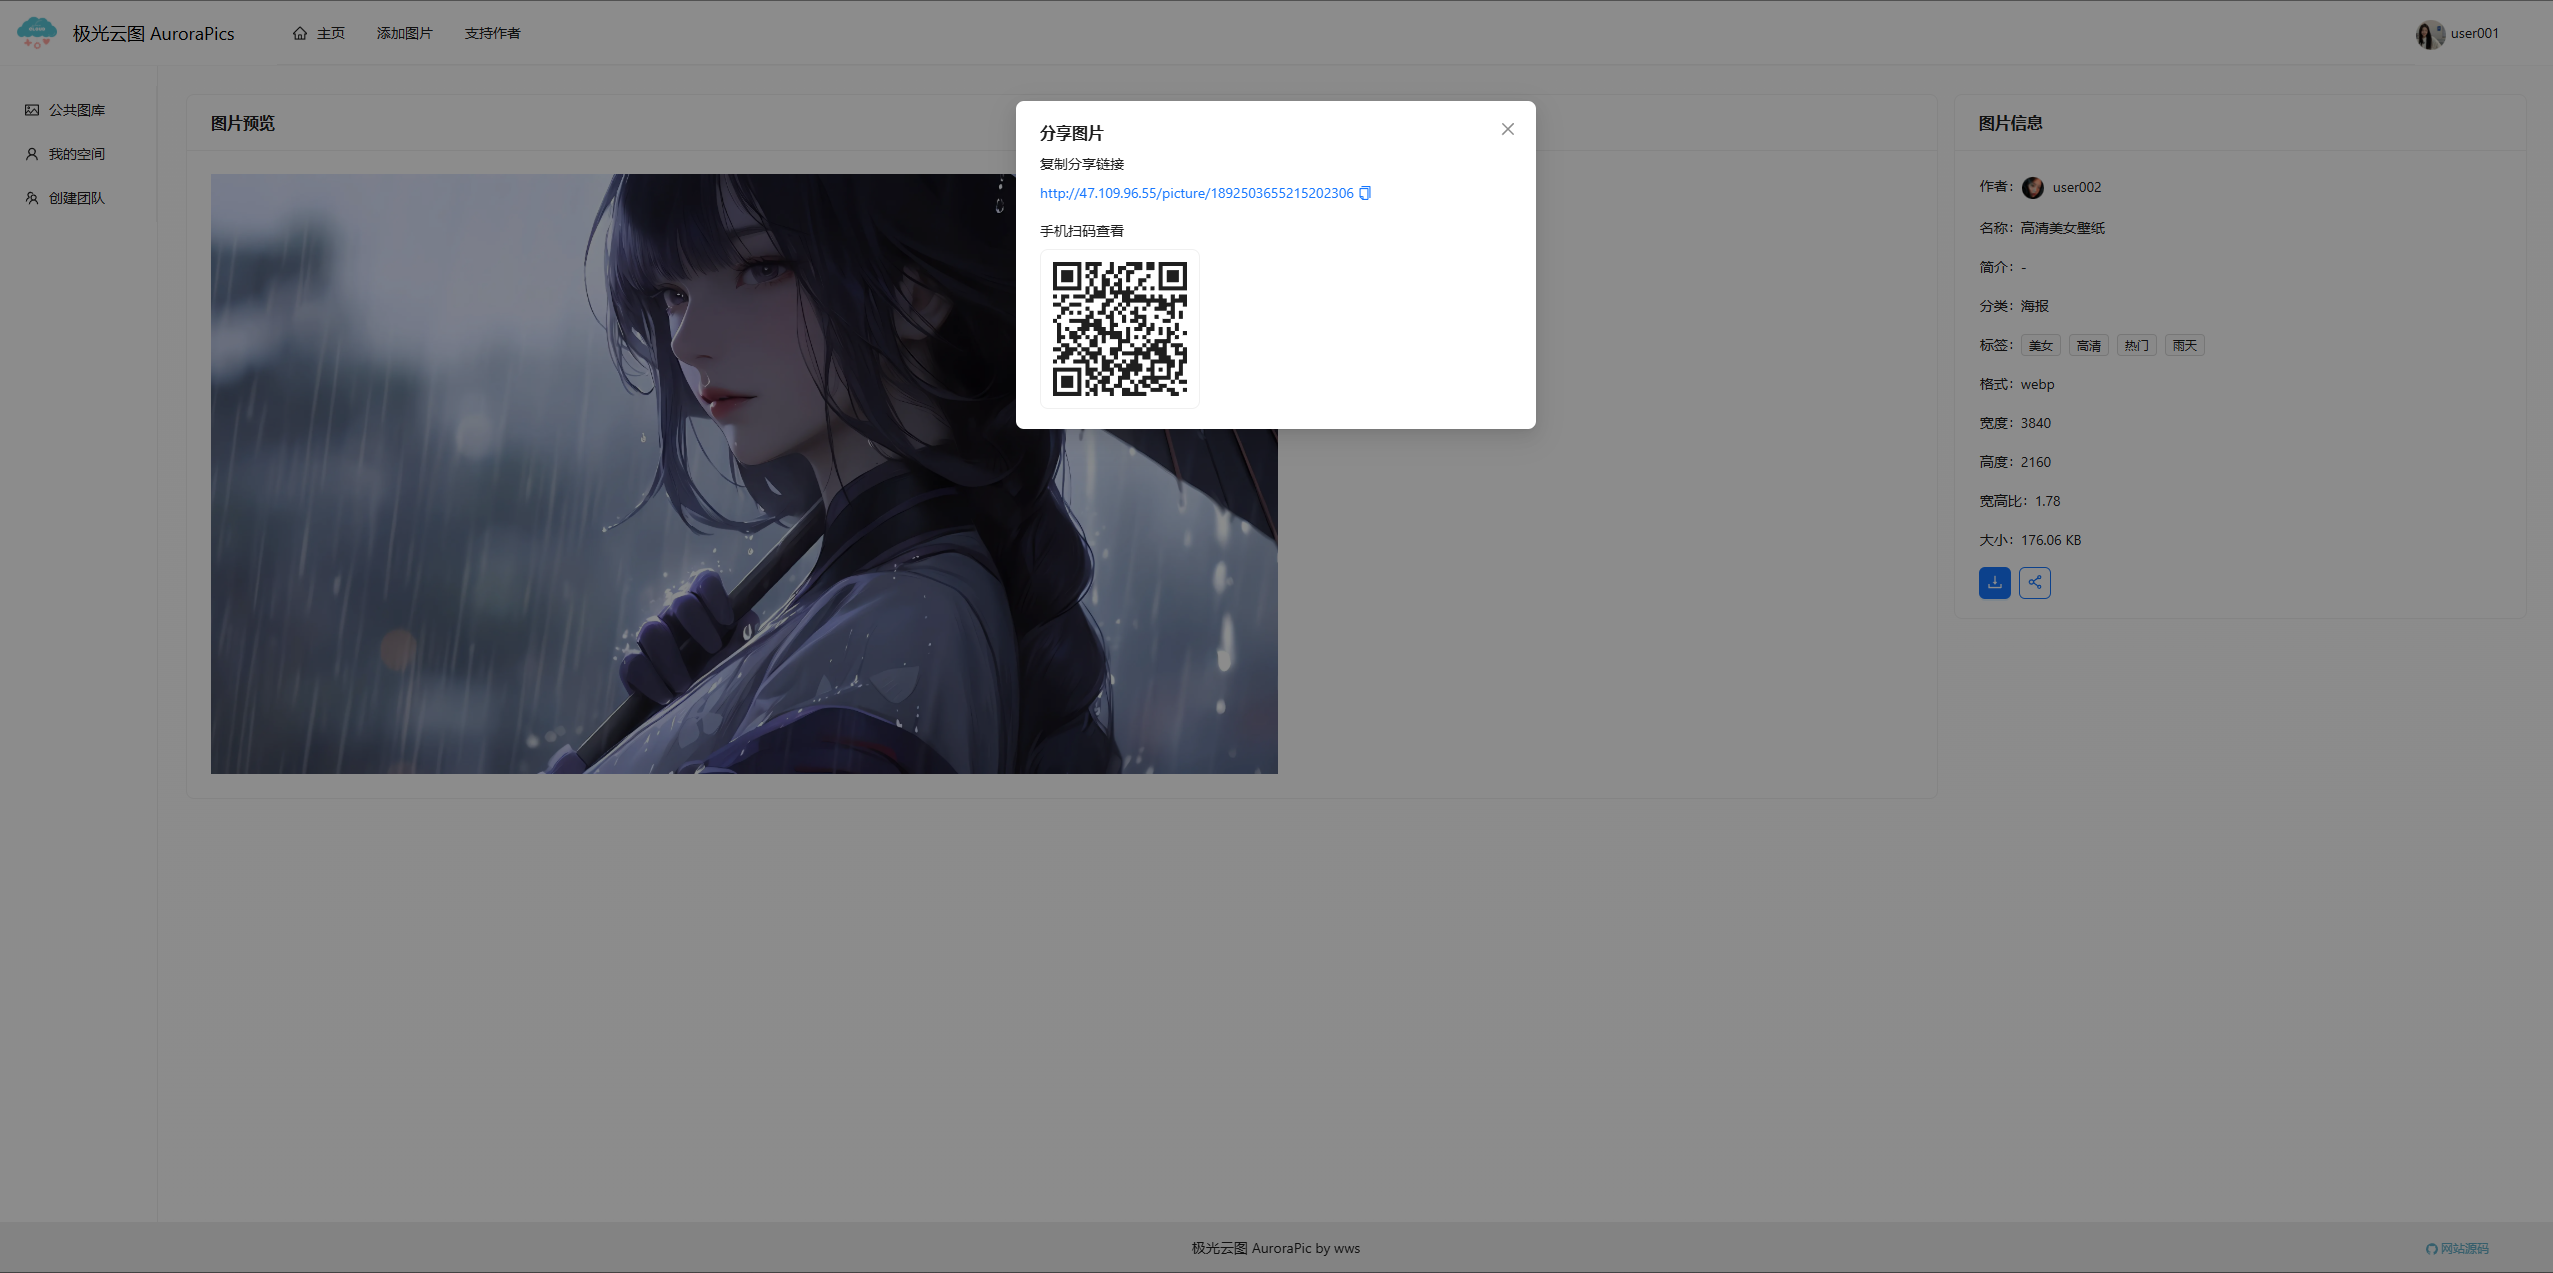 极光云图 AuroraPics
主页
添加图片
支持作者
user001
公共图库
我的空间
创建团队
图片预览
分享图片
复制分享链接
http://47.109.96.55/picture/1892503655215202306
手机扫码查看
图片信息
作者： user002
名称：高清美女壁纸
简介：-
分类：海报
标签： 美女 高清 热门 雨天
格式：webp
宽度：3840
高度：2160
宽高比：1.78
大小：176.06 KB
极光云图 AuroraPic by wws
网站源码